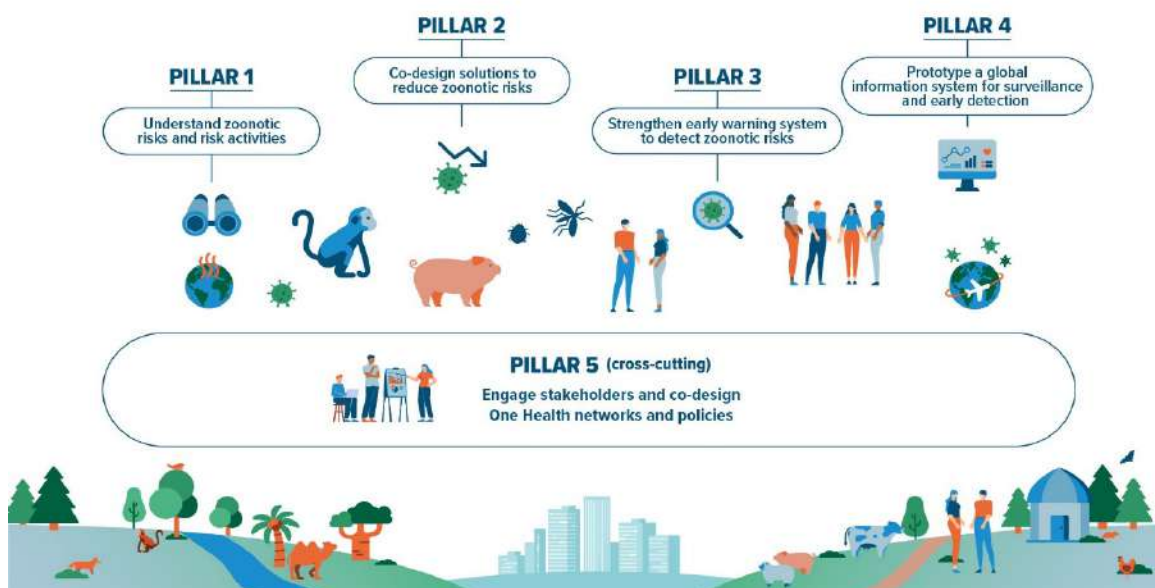 PILLAR 1
Understand zoonotic
risks and risk activities
PILLAR 2
Co-design solutions to
reduce zoonotic risks
PILLAR 3
Strengthen early warning system
to detect zoonotic risks
PILLAR 4
Prototype a global
information system for surveillance
and early detection
PILLAR 5 (cross-cutting)
Engage stakeholders and co-design
One Health networks and policies